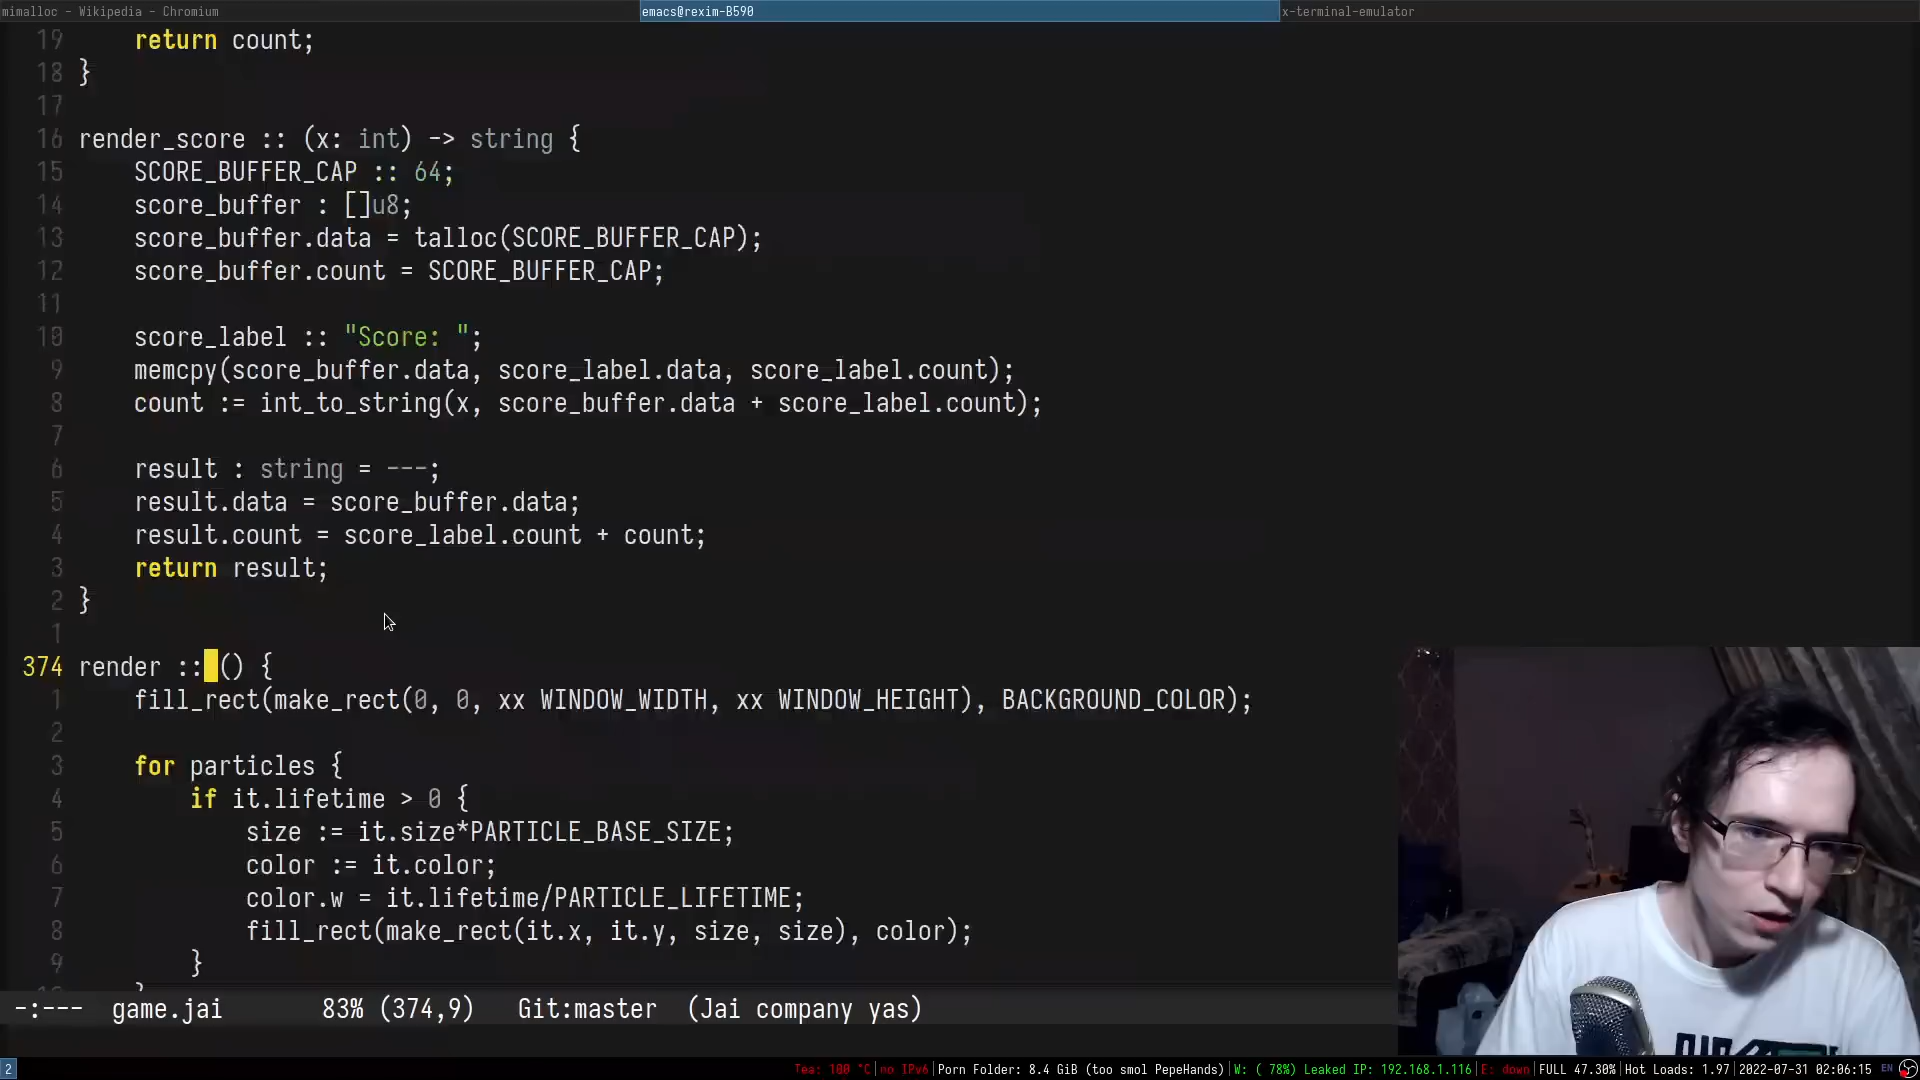 mimalloc - Wikipedia - Chromium
emacs@rexim-B590
x-terminal-emulator
19 return count;
18 }
17
16 render_score :: (x: int) -> string {
15 SCORE_BUFFER_CAP :: 64;
14 score_buffer : []u8;
13 score_buffer.data = talloc(SCORE_BUFFER_CAP);
12 score_buffer.count = SCORE_BUFFER_CAP;
11
10 score_label :: "Score: ";
9 memcpy(score_buffer.data, score_label.data, score_label.count);
8 count := int_to_string(x, score_buffer.data + score_label.count);
7
6 result : string = ---;
5 result.data = score_buffer.data;
4 result.count = score_label.count + count;
3 return result;
2 }
1
374 render :: () {
1 fill_rect(make_rect(0, 0, xx WINDOW_WIDTH, xx WINDOW_HEIGHT), BACKGROUND_COLOR);
2
3 for particles {
4 if it.lifetime > 0 {
5 size := it.size*PARTICLE_BASE_SIZE;
6 color := it.color;
7 color.w = it.lifetime/PARTICLE_LIFETIME;
8 fill_rect(make_rect(it.x, it.y, size, size), color);
9 }
-:--- game.jai 83% (374,9) Git:master (Jai company yas)
2
Tea: 100 °C|no IPv6|Porn Folder: 8.4 GiB (too smol PepeHands)|W: ( 78%) Leaked IP: 192.168.1.116|E: down|FULL 47.30%|Hot Loads: 1.97|2022-07-31 02:06:15 EN